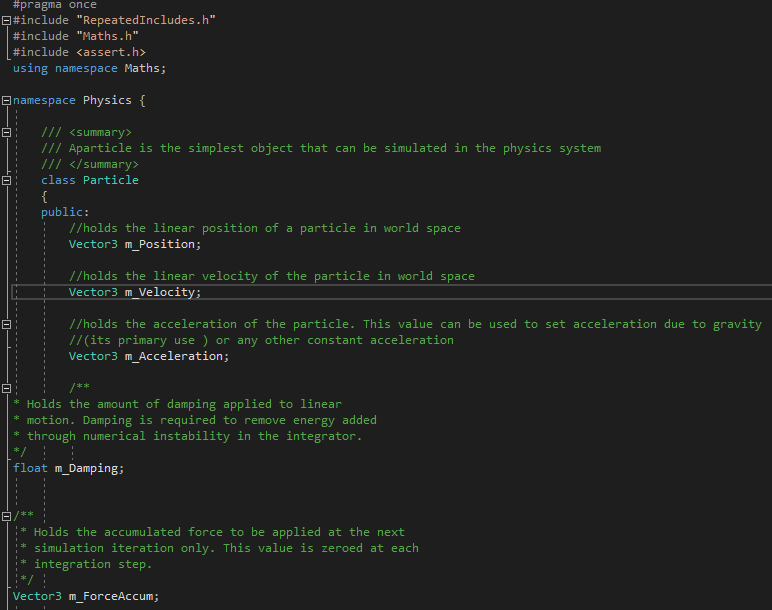 #pragma once
#include "RepeatedIncludes.h"
#include "Maths.h"
#include <assert.h>
using namespace Maths;
namespace Physics {
/// <summary>
/// Aparticle is the simplest object that can be simulated in the physics system
/// </summary>
class Particle
{
public:
//holds the linear position of a particle in world space
Vector3 m_Position;
//holds the linear velocity of the particle in world space
Vector3 m_Velocity;
//holds the acceleration of the particle. This value can be used to set acceleration due to gravity
//(its primary use ) or any other constant acceleration
Vector3 m_Acceleration;
/**
* Holds the amount of damping applied to linear
* motion. Damping is required to remove energy added
* through numerical instability in the integrator.
*/
float m_Damping;
/**
* Holds the accumulated force to be applied at the next
* simulation iteration only. This value is zeroed at each
* integration step.
*/
Vector3 m_ForceAccum;